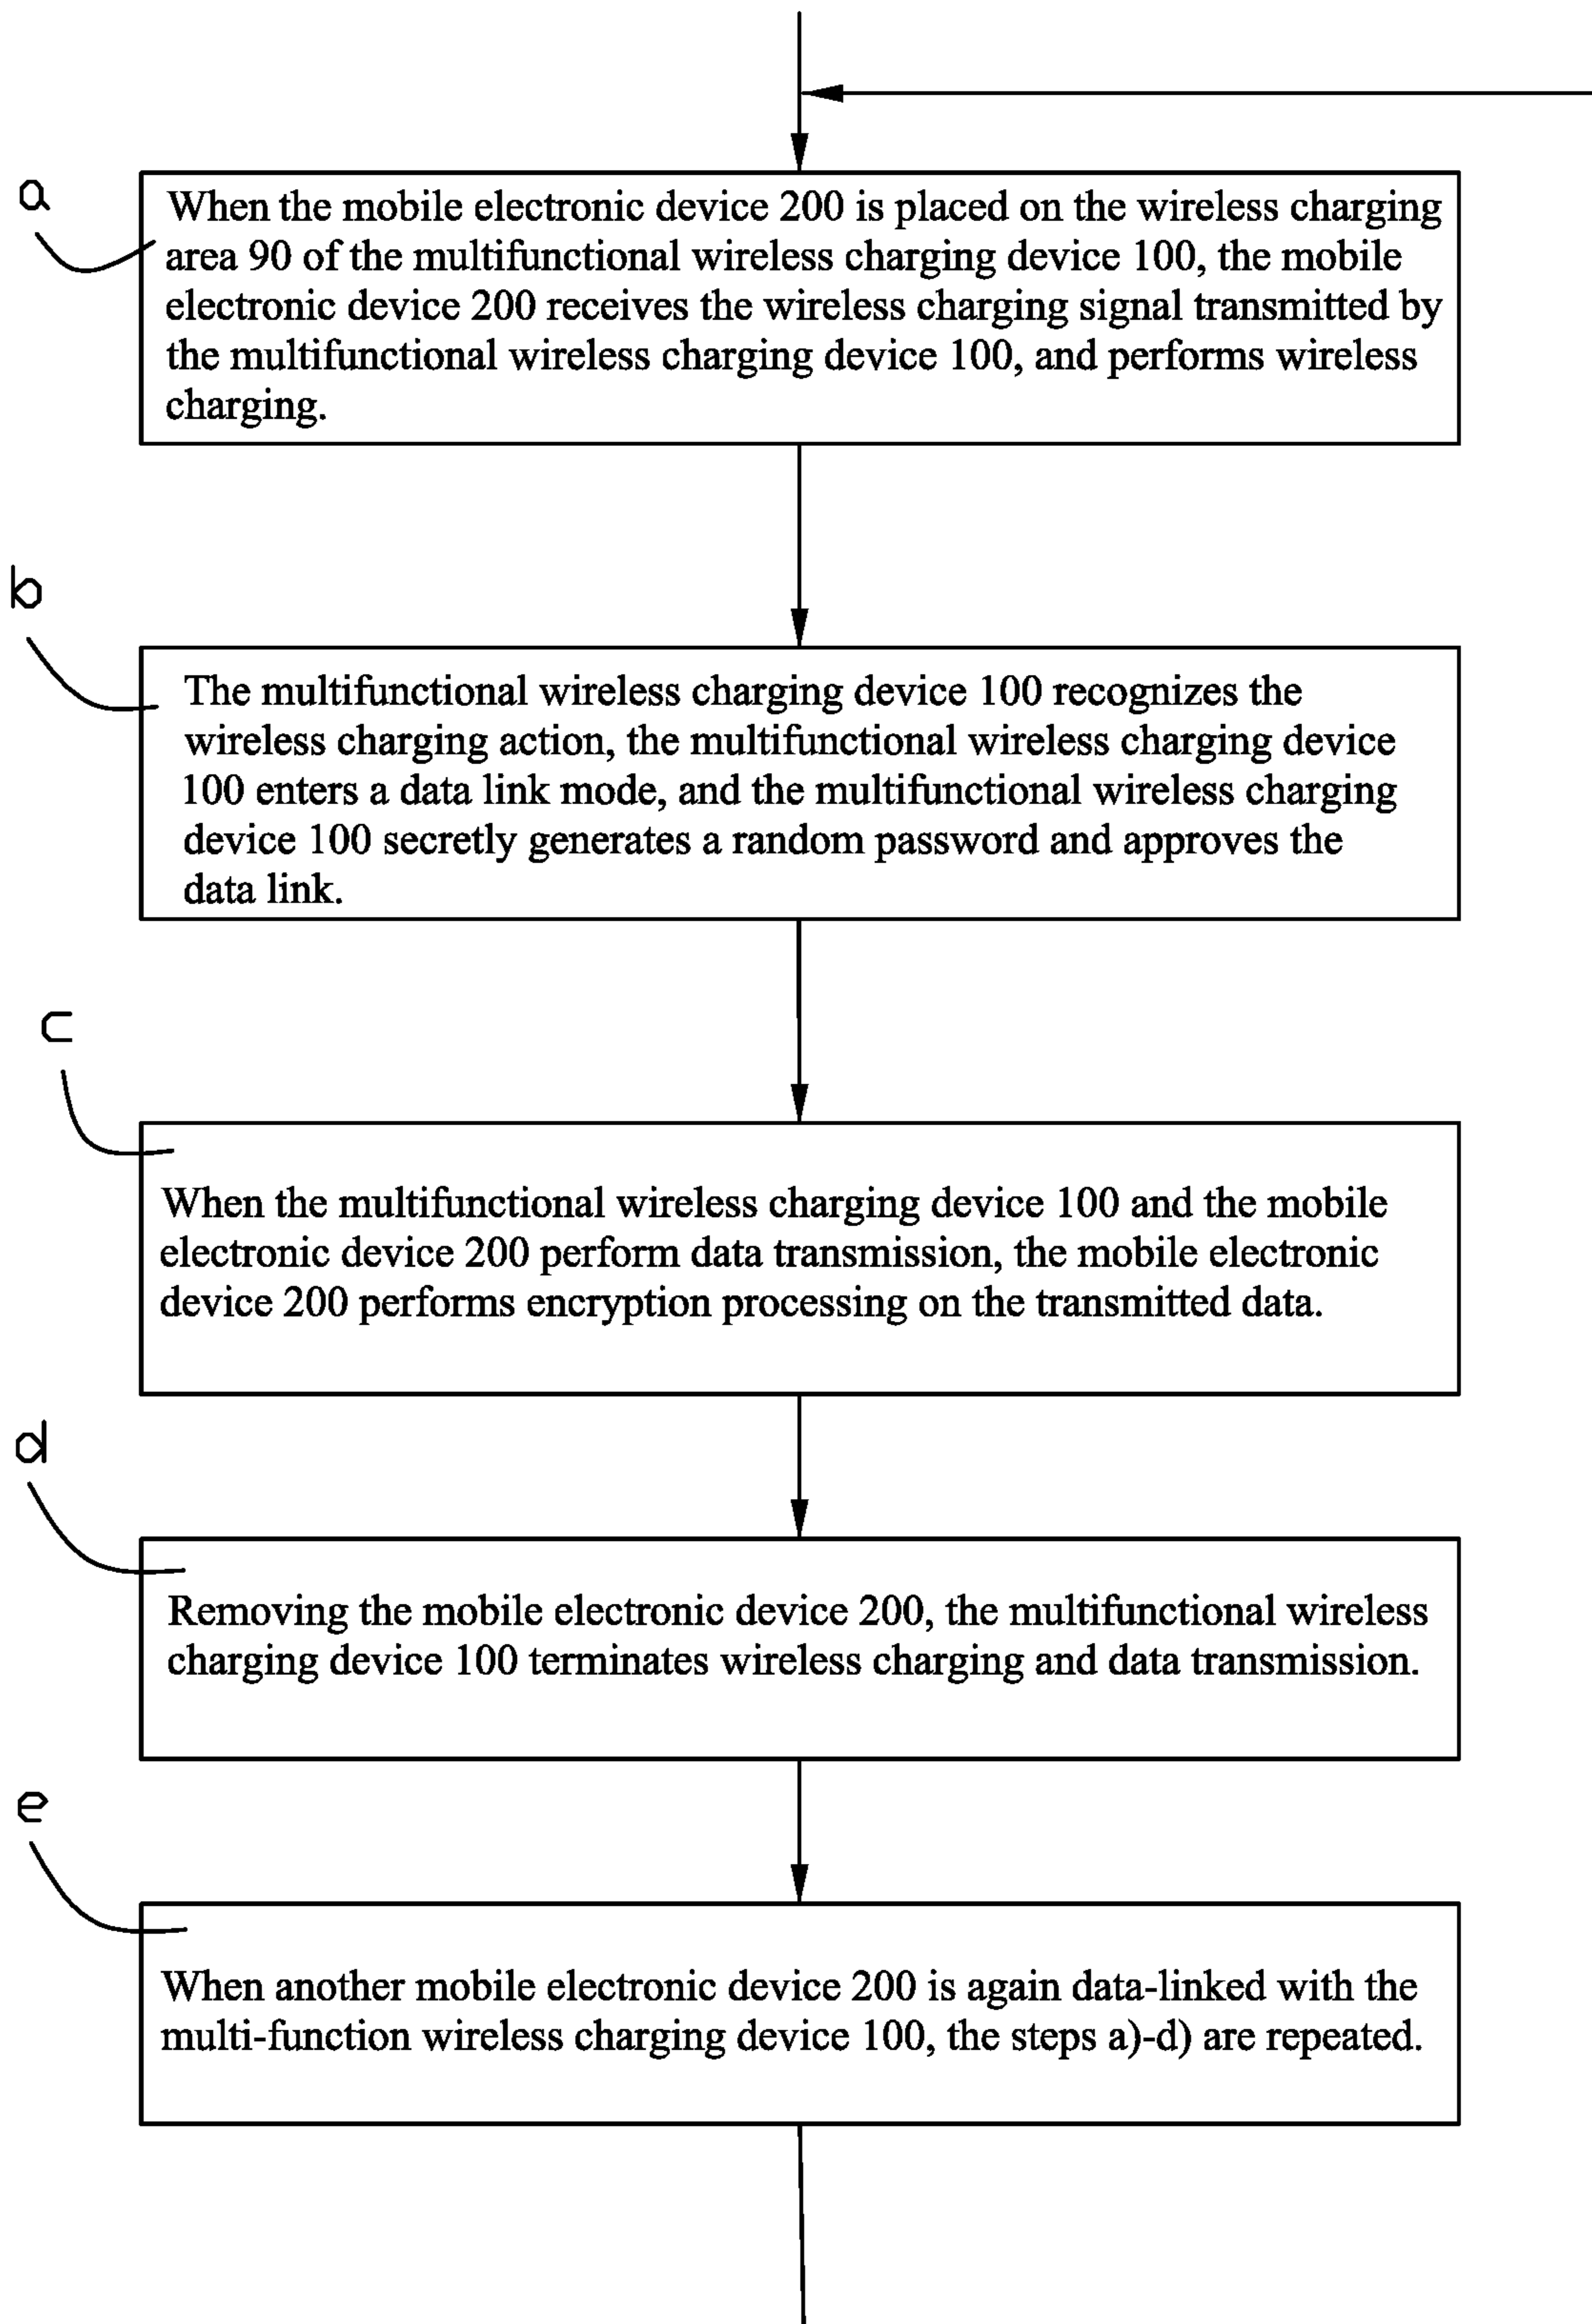 a
When the mobile electronic device 200 is placed on the wireless charging
area 90 of the multifunctional wireless charging device 100, the mobile
electronic device 200 receives the wireless charging signal transmitted by
the multifunctional wireless charging device 100, and performs wireless
charging.
b
The multifunctional wireless charging device 100 recognizes the
wireless charging action, the multifunctional wireless charging device
100 enters a data link mode, and the multifunctional wireless charging
device 100 secretly generates a random password and approves the
data link.
c
When the multifunctional wireless charging device 100 and the mobile
electronic device 200 perform data transmission, the mobile electronic
device 200 performs encryption processing on the transmitted data.
d
Removing the mobile electronic device 200, the multifunctional wireless
charging device 100 terminates wireless charging and data transmission.
e
When another mobile electronic device 200 is again data-linked with the
multi-function wireless charging device 100, the steps a)-d) are repeated.